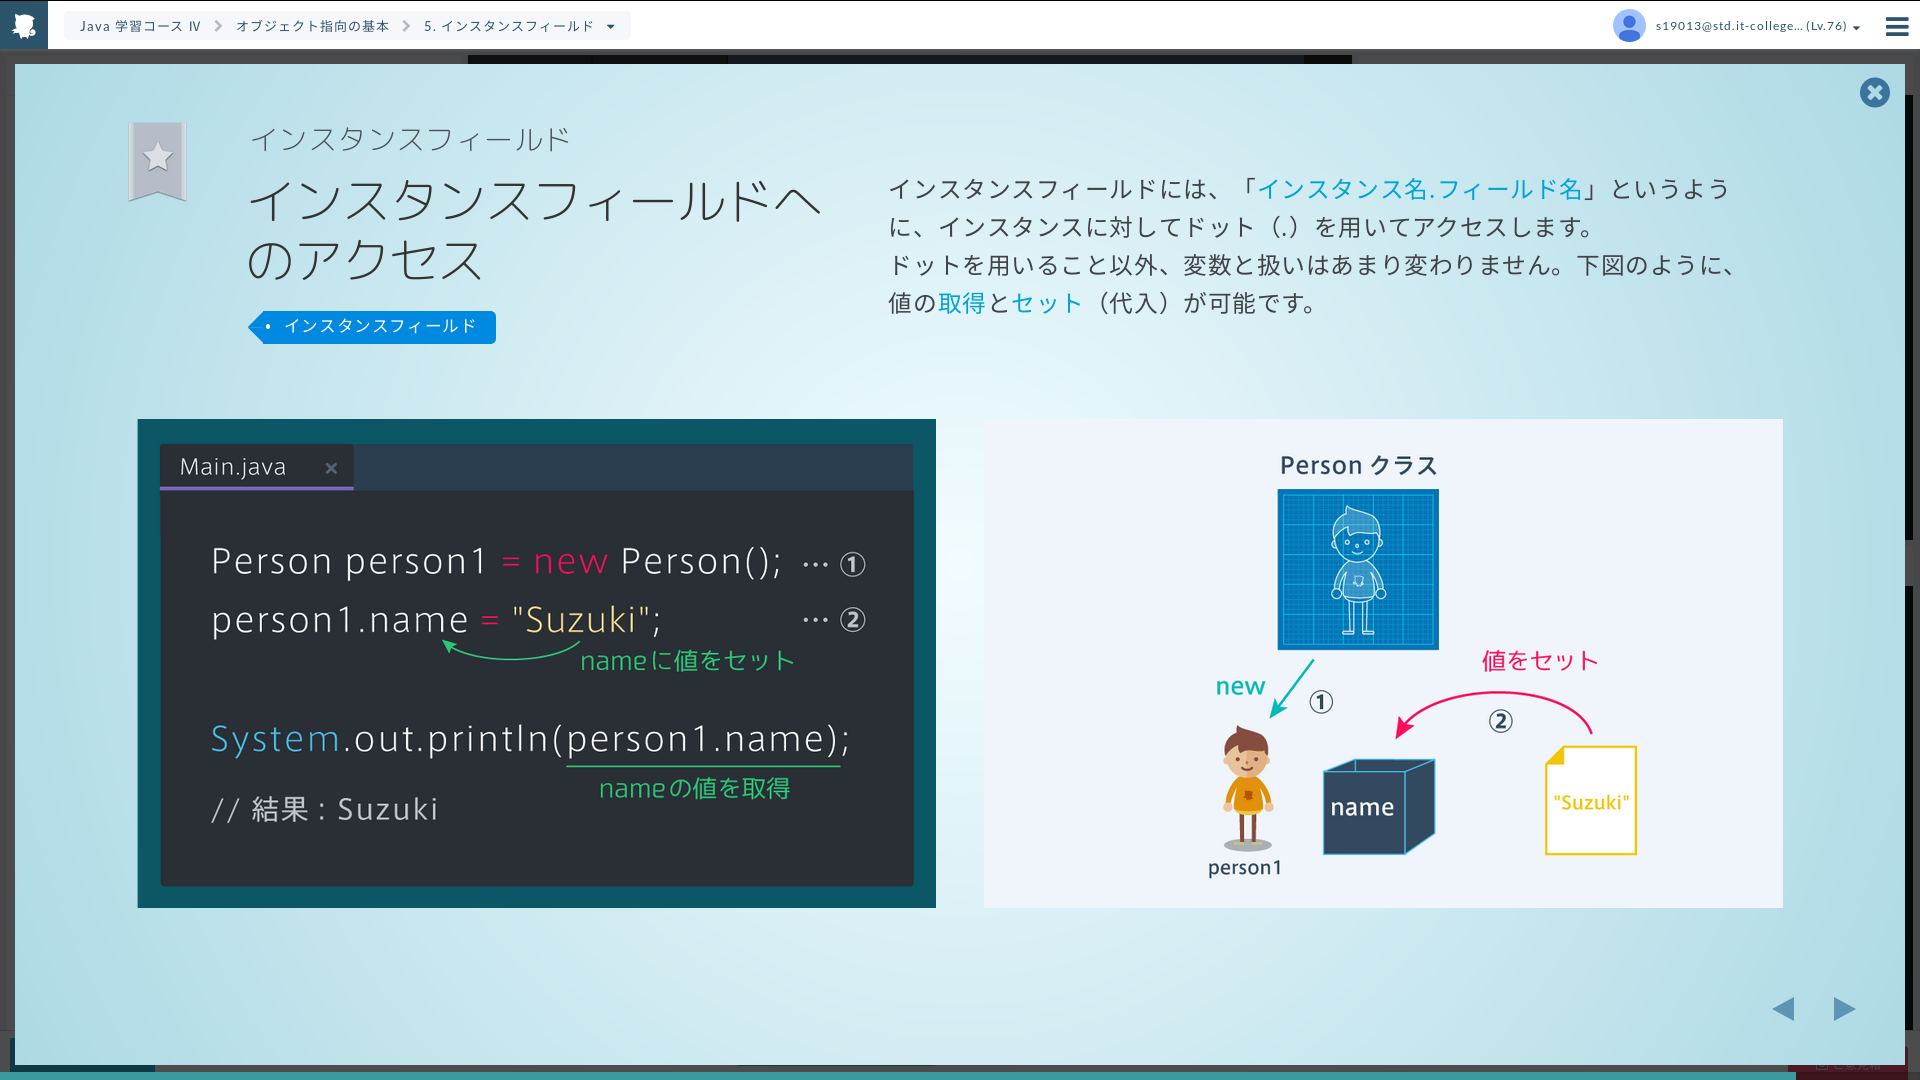 Java 学習コース Ⅳ
オブジェクト指向の基本
5. インスタンスフィールド
s19013@std.it-college... (Lv.76)
インスタンスフィールド
インスタンスフィールドへ
のアクセス
インスタンスフィールド
インスタンスフィールドには、「インスタンス名.フィールド名」というよう
に、インスタンスに対してドット（.）を用いてアクセスします。
ドットを用いること以外、変数と扱いはあまり変わりません。下図のように、
値の取得とセット（代入）が可能です。
Main.java
Person person1 = new Person(); … ①
person1.name = "Suzuki"; … ②
nameに値をセット
System.out.println(person1.name);
nameの値を取得
// 結果 : Suzuki
Person クラス
値をセット
new
①
②
name
"Suzuki"
person1